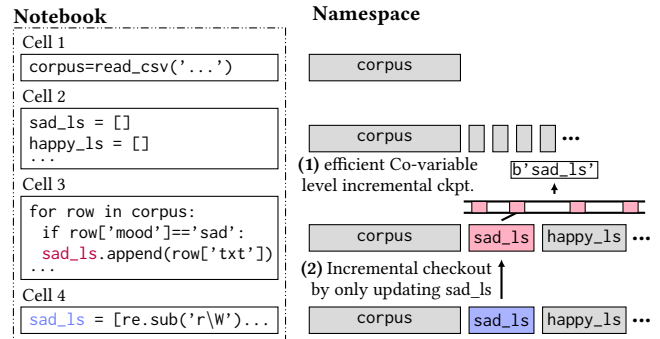 Notebook
Cell 1
corpus=read_csv('...')
Cell 2
sad_ls = []
happy_ls = []
...
Cell 3
for row in corpus:
if row['mood']=='sad':
sad_ls.append(row['txt'])
...
Cell 4
sad_ls = [re.sub('r\W')...
Namespace
corpus
corpus
...
(1) efficient Co-variable
level incremental ckpt.
b'sad_ls'
corpus
sad_ls
happy_ls
...
(2) Incremental checkout
by only updating sad_ls
corpus
sad_ls
happy_ls
...